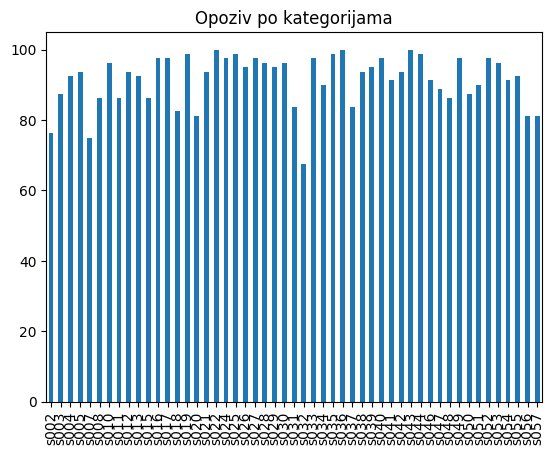 Opoziv po kategorijama
100
80
60
40
20
0
s002
s003
s004
s005
s007
s008
s010
s011
s012
s013
s015
s016
s017
s018
s019
s020
s021
s022
s024
s025
s026
s027
s028
s029
s030
s031
s032
s033
s034
s035
s036
s037
s038
s039
s040
s041
s042
s043
s044
s046
s047
s048
s049
s050
s051
s052
s053
s054
s055
s056
s057